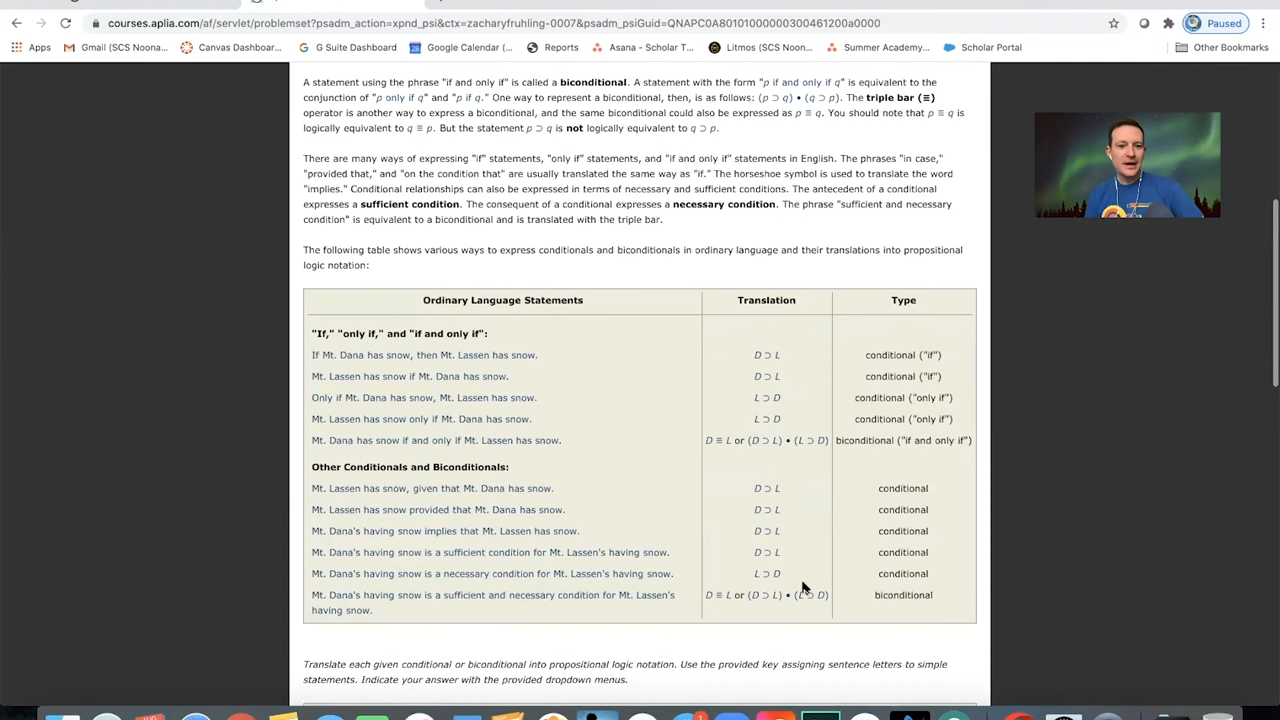 courses.aplia.com/af/servlet/problemset?psadm_action=xpnd_psi&ctx=zacharyfruhling-0007&psadm_psiGuid=QNAPC0A8010100000300461200a0000
Paused
Apps Gmail (SCS Noona... Canvas Dashboar... G Suite Dashboard Google Calendar (... Reports Asana - Scholar T... Litmos (SCS Noon... Summer Academy... Scholar Portal Other Bookmarks
A statement using the phrase "if and only if" is called a biconditional. A statement with the form "p if and only if q" is equivalent to the
conjunction of "p only if q" and "p if q." One way to represent a biconditional, then, is as follows: (p ⊃ q) • (q ⊃ p). The triple bar (≡)
operator is another way to express a biconditional, and the same biconditional could also be expressed as p ≡ q. You should note that p ≡ q is
logically equivalent to q ≡ p. But the statement p ⊃ q is not logically equivalent to q ⊃ p.
There are many ways of expressing "if" statements, "only if" statements, and "if and only if" statements in English. The phrases "in case,"
"provided that," and "on the condition that" are usually translated the same way as "if." The horseshoe symbol is used to translate the word
"implies." Conditional relationships can also be expressed in terms of necessary and sufficient conditions. The antecedent of a conditional
expresses a sufficient condition. The consequent of a conditional expresses a necessary condition. The phrase "sufficient and necessary
condition" is equivalent to a biconditional and is translated with the triple bar.
The following table shows various ways to express conditionals and biconditionals in ordinary language and their translations into propositional
logic notation:
Ordinary Language Statements Translation Type
"If," "only if," and "if and only if":
If Mt. Dana has snow, then Mt. Lassen has snow. D ⊃ L conditional ("if")
Mt. Lassen has snow if Mt. Dana has snow. D ⊃ L conditional ("if")
Only if Mt. Dana has snow, Mt. Lassen has snow. L ⊃ D conditional ("only if")
Mt. Lassen has snow only if Mt. Dana has snow. L ⊃ D conditional ("only if")
Mt. Dana has snow if and only if Mt. Lassen has snow. D ≡ L or (D ⊃ L) • (L ⊃ D) biconditional ("if and only if")
Other Conditionals and Biconditionals:
Mt. Lassen has snow, given that Mt. Dana has snow. D ⊃ L conditional
Mt. Lassen has snow provided that Mt. Dana has snow. D ⊃ L conditional
Mt. Dana's having snow implies that Mt. Lassen has snow. D ⊃ L conditional
Mt. Dana's having snow is a sufficient condition for Mt. Lassen's having snow. D ⊃ L conditional
Mt. Dana's having snow is a necessary condition for Mt. Lassen's having snow. L ⊃ D conditional
Mt. Dana's having snow is a sufficient and necessary condition for Mt. Lassen's D ≡ L or (D ⊃ L) • (L ⊃ D) biconditional
having snow.
Translate each given conditional or biconditional into propositional logic notation. Use the provided key assigning sentence letters to simple
statements. Indicate your answer with the provided dropdown menus.